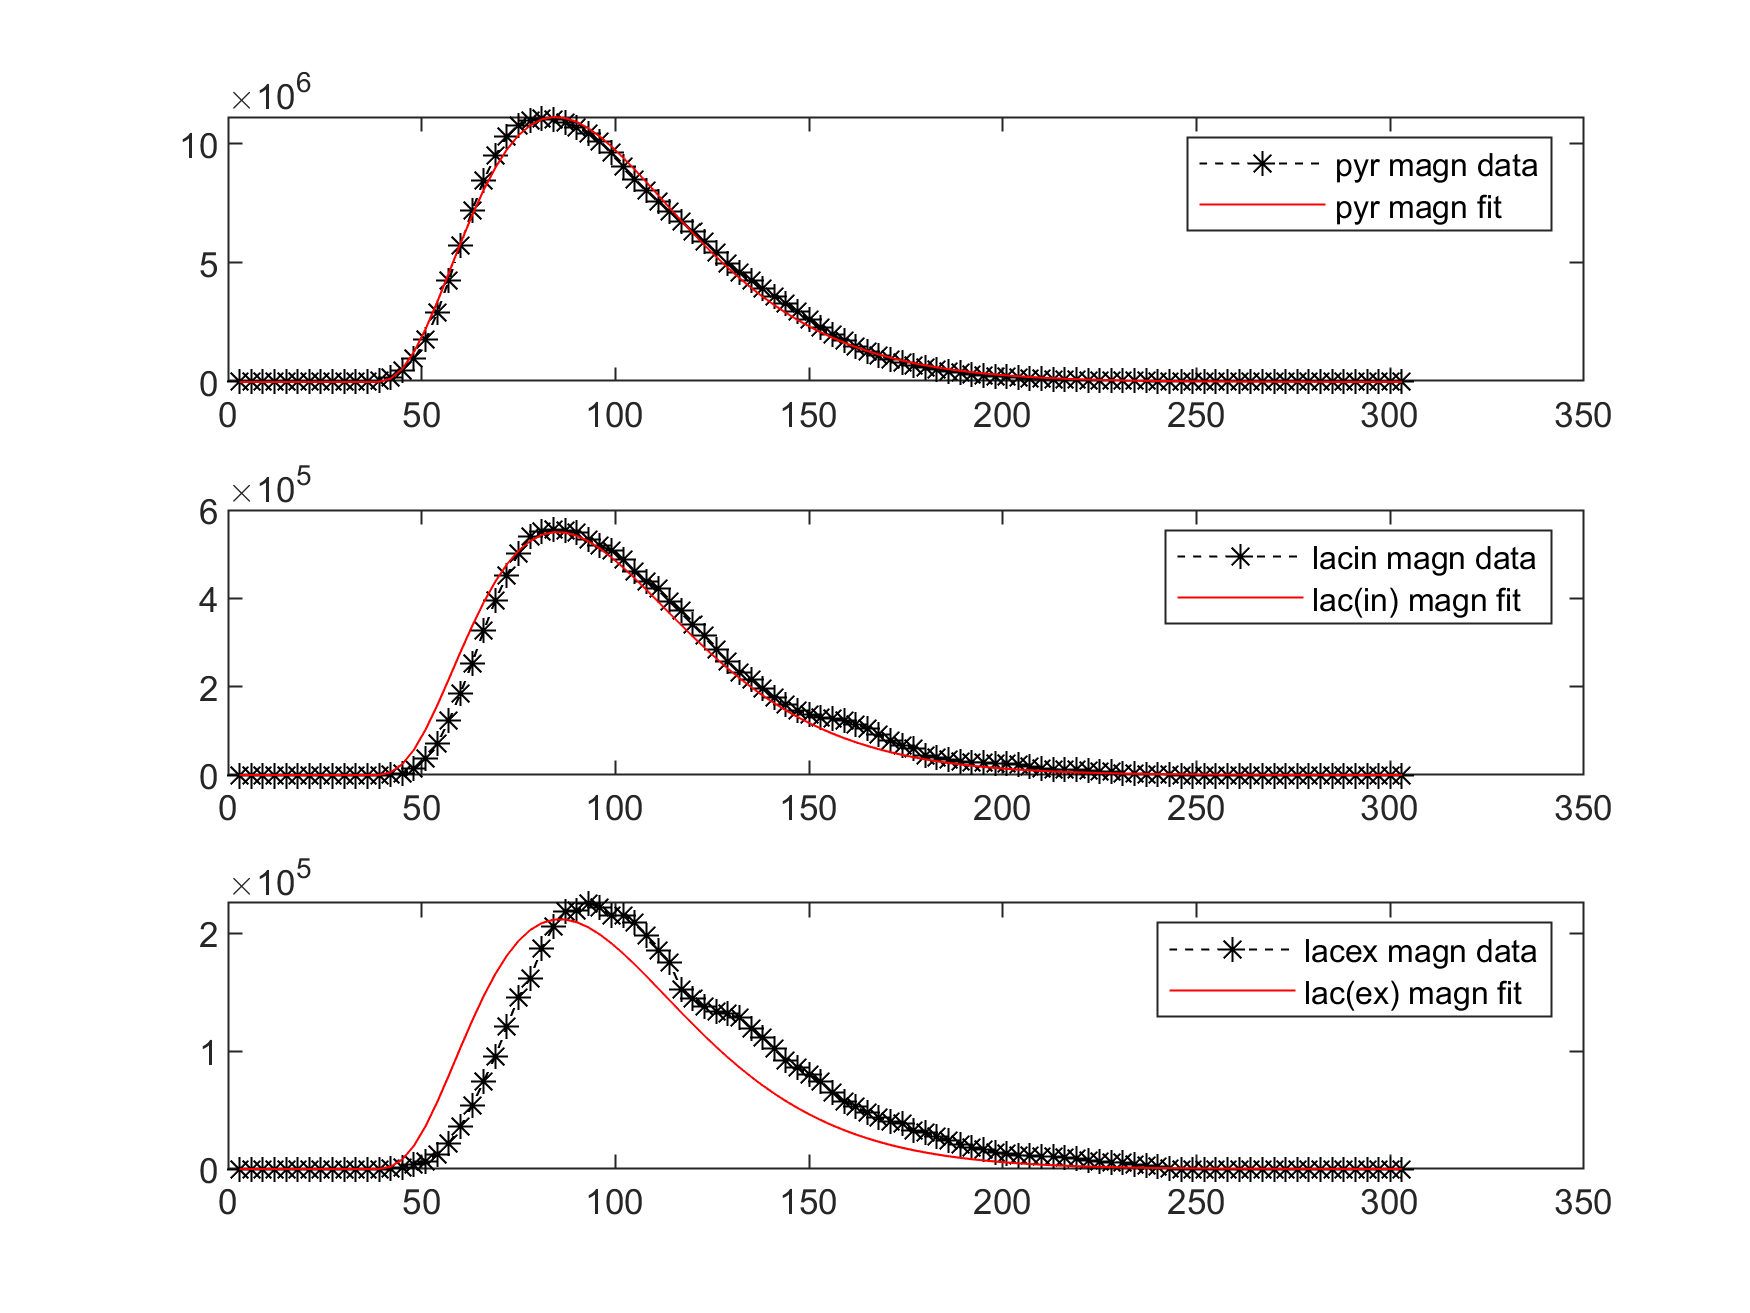 ×10^6
10
5
0
0 50 100 150 200 250 300 350
pyr magn data
pyr magn fit
×10^5
6
4
2
0
0 50 100 150 200 250 300 350
lacin magn data
lac(in) magn fit
×10^5
2
1
0
0 50 100 150 200 250 300 350
lacex magn data
lac(ex) magn fit